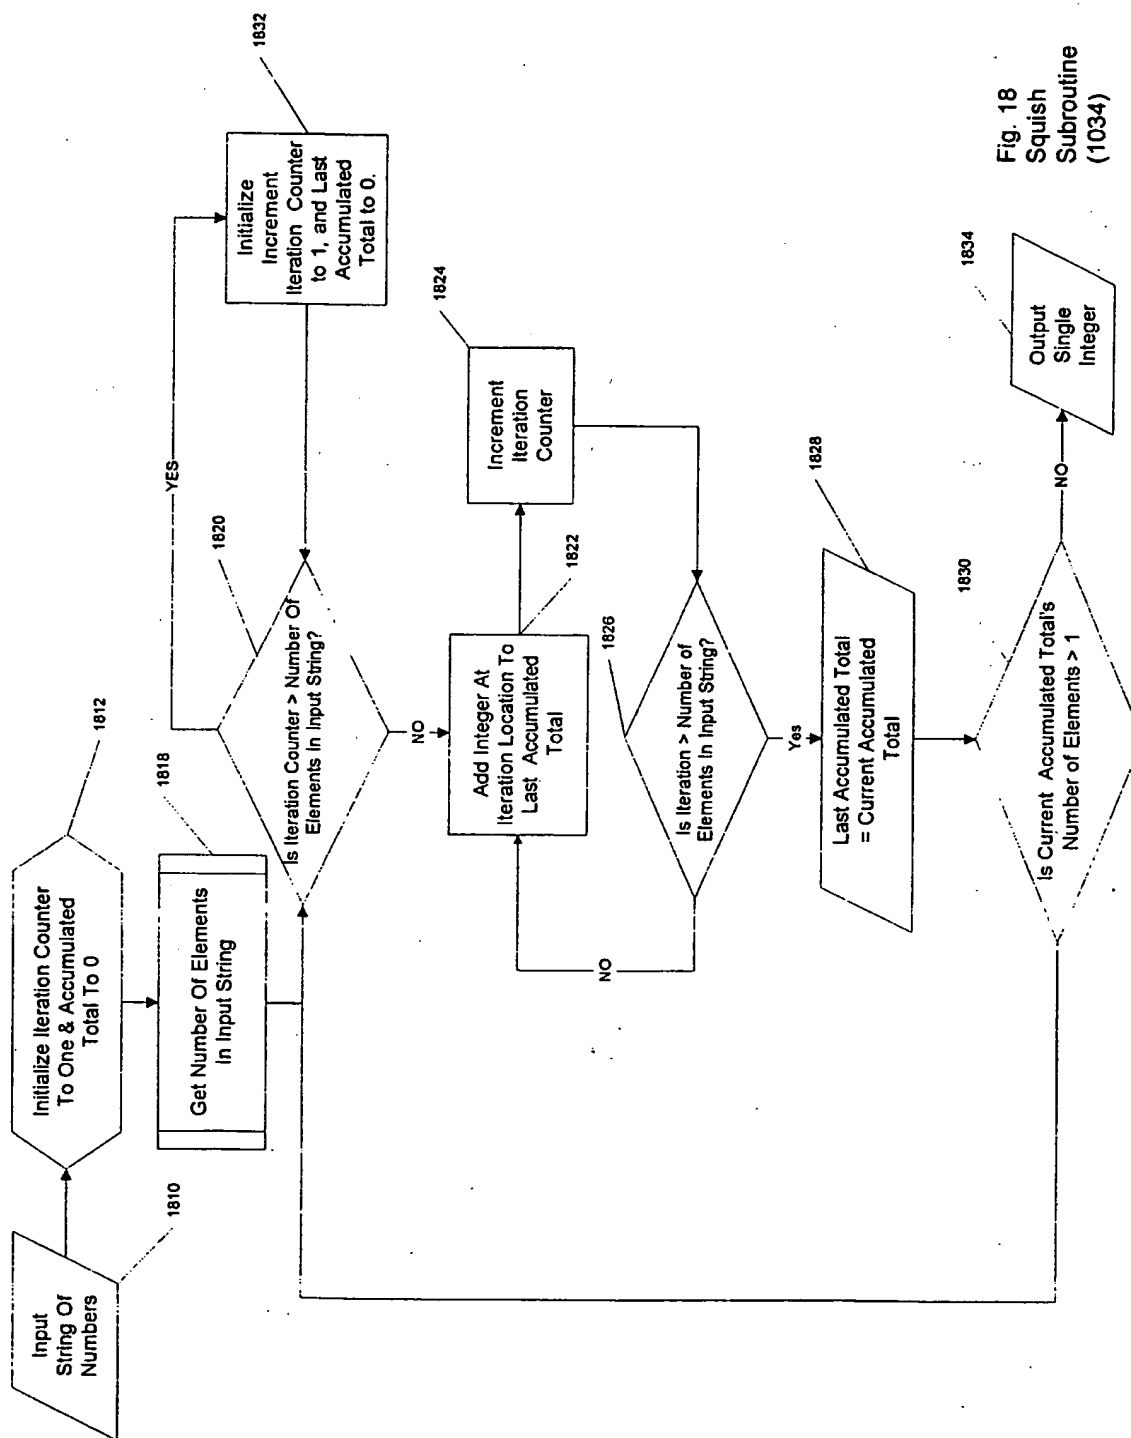 Input
String Of
Numbers
1810
Initialize Iteration Counter
To One & Accumulated
Total To 0
1812
Get Number Of Elements
In Input String
1818
Is Iteration Counter > Number Of
Elements In Input String?
1820
YES
Initialize
Increment
Iteration Counter
to 1, and Last
Accumulated
Total to 0.
1832
NO
Add Integer At
Iteration Location To
Last Accumulated
Total
1822
Increment
Iteration
Counter
1824
Is Iteration > Number of
Elements In Input String?
1826
NO
Yes
Last Accumulated Total
= Current Accumulated
Total
1828
Is Current Accumulated Total's
Number of Elements > 1
1830
NO
Output
Single
Integer
1834
Fig. 18
Squish
Subroutine
(1034)